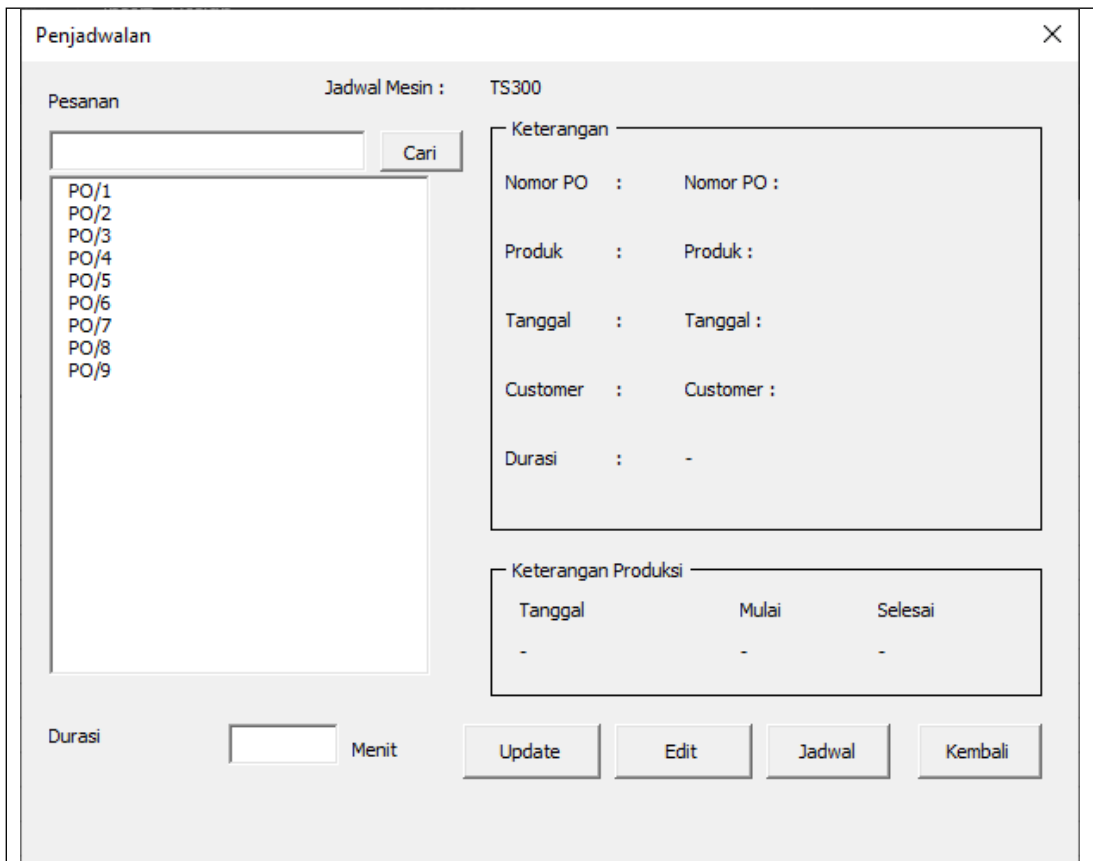 Penjadwalan
Jadwal Mesin : TS300
Pesanan
Cari
PO/1
PO/2
PO/3
PO/4
PO/5
PO/6
PO/7
PO/8
PO/9
Keterangan
Nomor PO : Nomor PO :
Produk : Produk :
Tanggal : Tanggal :
Customer : Customer :
Durasi : -
Keterangan Produksi
Tanggal Mulai Selesai
- - -
Durasi Menit
Update Edit Jadwal Kembali